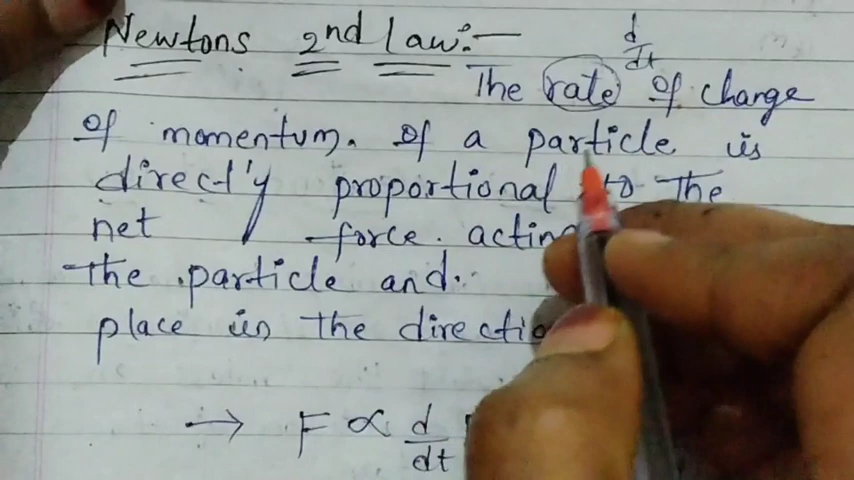 Newtons 2nd law:—
d/dt
The rate of change
of momentum. of a particle is
directly proportional to the
net force. acting
the particle and
place in the direction
→ F ∝ d/dt